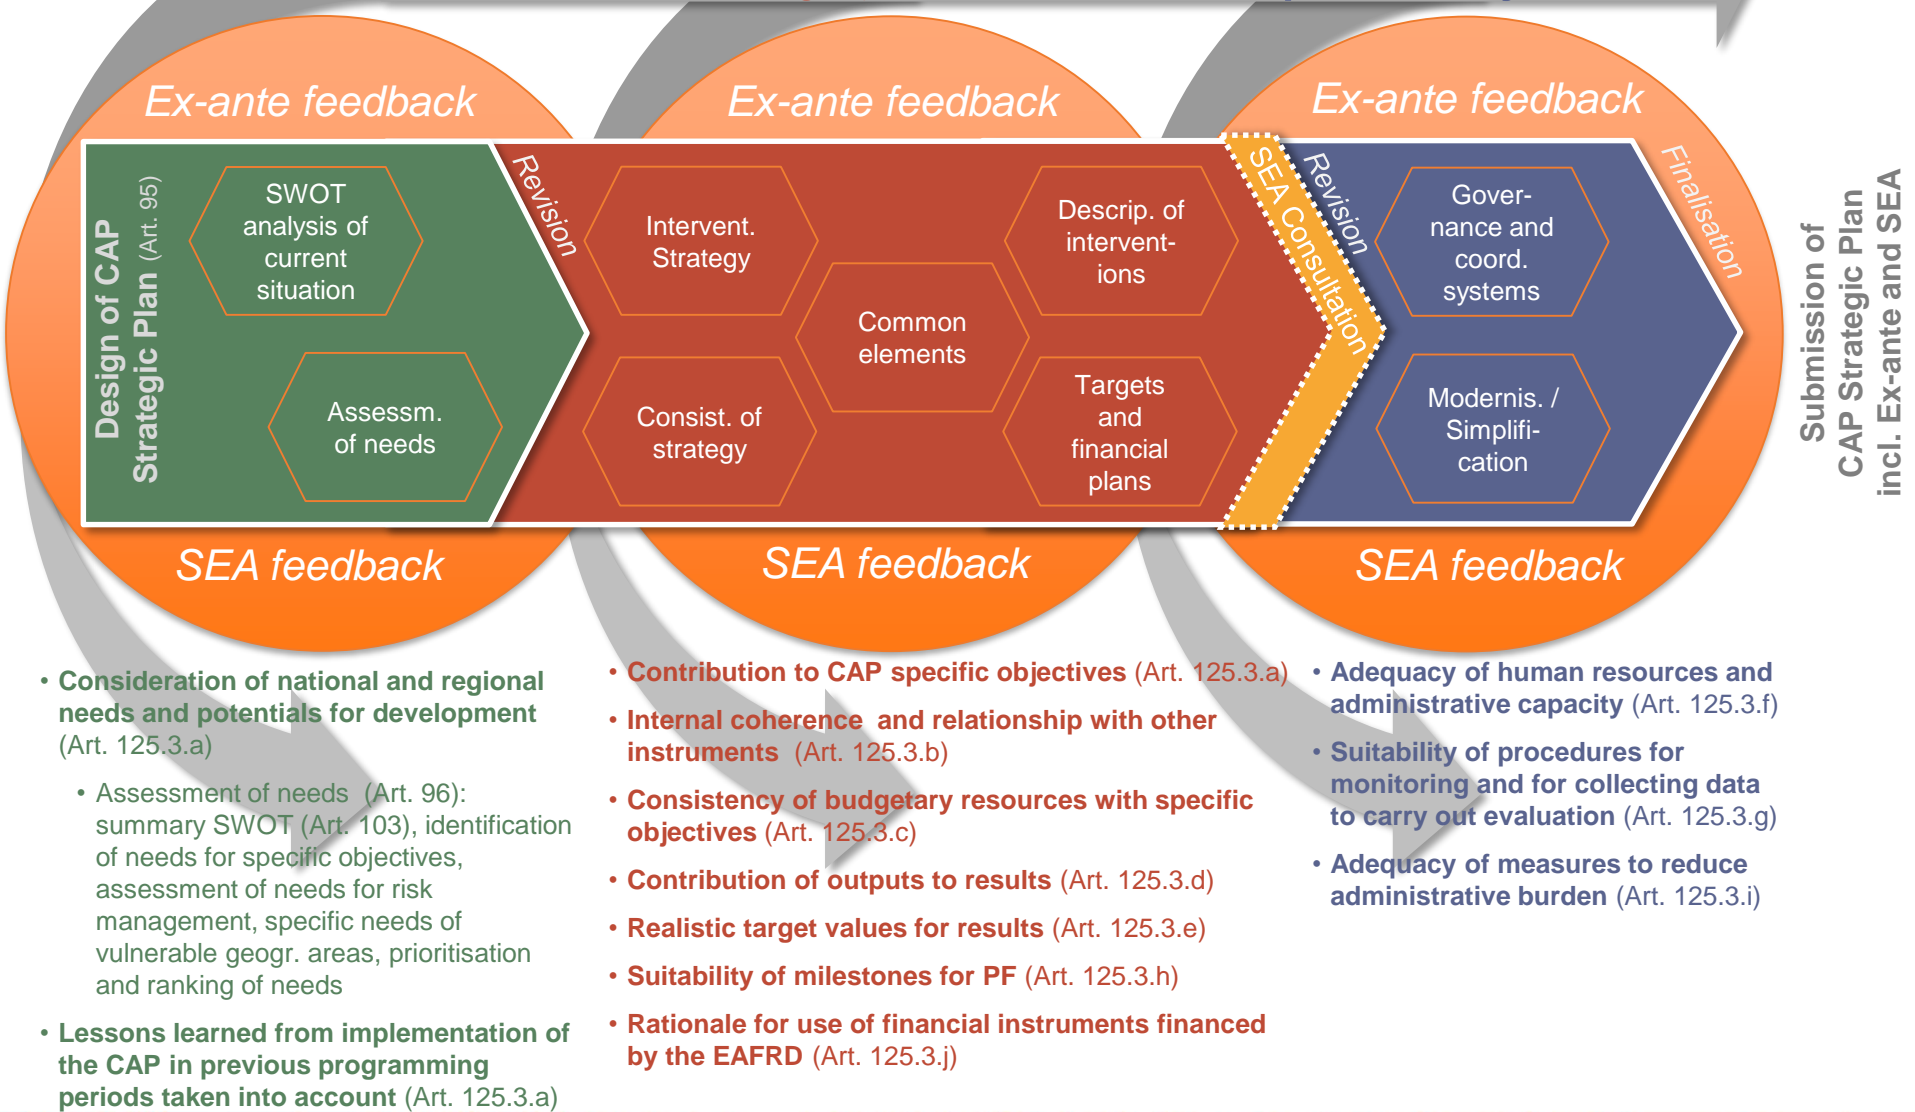 Ex-ante feedback
Ex-ante feedback
Ex-ante feedback
Design of CAP
Strategic Plan (Art. 95)
SWOT
analysis of
current
situation
Assessm.
of needs
Revision
Intervent.
Strategy
Consist. of
strategy
Common
elements
Descrip. of
intervent-
ions
Targets
and
financial
plans
SEA Consultation
Revision
Gover-
nance and
coord.
systems
Modernis. /
Simplifi-
cation
Finalisation
Submission of
CAP Strategic Plan
incl. Ex-ante and SEA
SEA feedback
SEA feedback
SEA feedback
• Consideration of national and regional
needs and potentials for development
(Art. 125.3.a)
• Assessment of needs (Art. 96):
summary SWOT (Art. 103), identification
of needs for specific objectives,
assessment of needs for risk
management, specific needs of
vulnerable geogr. areas, prioritisation
and ranking of needs
• Lessons learned from implementation of
the CAP in previous programming
periods taken into account (Art. 125.3.a)
• Contribution to CAP specific objectives (Art. 125.3.a)
• Internal coherence and relationship with other
instruments (Art. 125.3.b)
• Consistency of budgetary resources with specific
objectives (Art. 125.3.c)
• Contribution of outputs to results (Art. 125.3.d)
• Realistic target values for results (Art. 125.3.e)
• Suitability of milestones for PF (Art. 125.3.h)
• Rationale for use of financial instruments financed
by the EAFRD (Art. 125.3.j)
• Adequacy of human resources and
administrative capacity (Art. 125.3.f)
• Suitability of procedures for
monitoring and for collecting data
to carry out evaluation (Art. 125.3.g)
• Adequacy of measures to reduce
administrative burden (Art. 125.3.i)